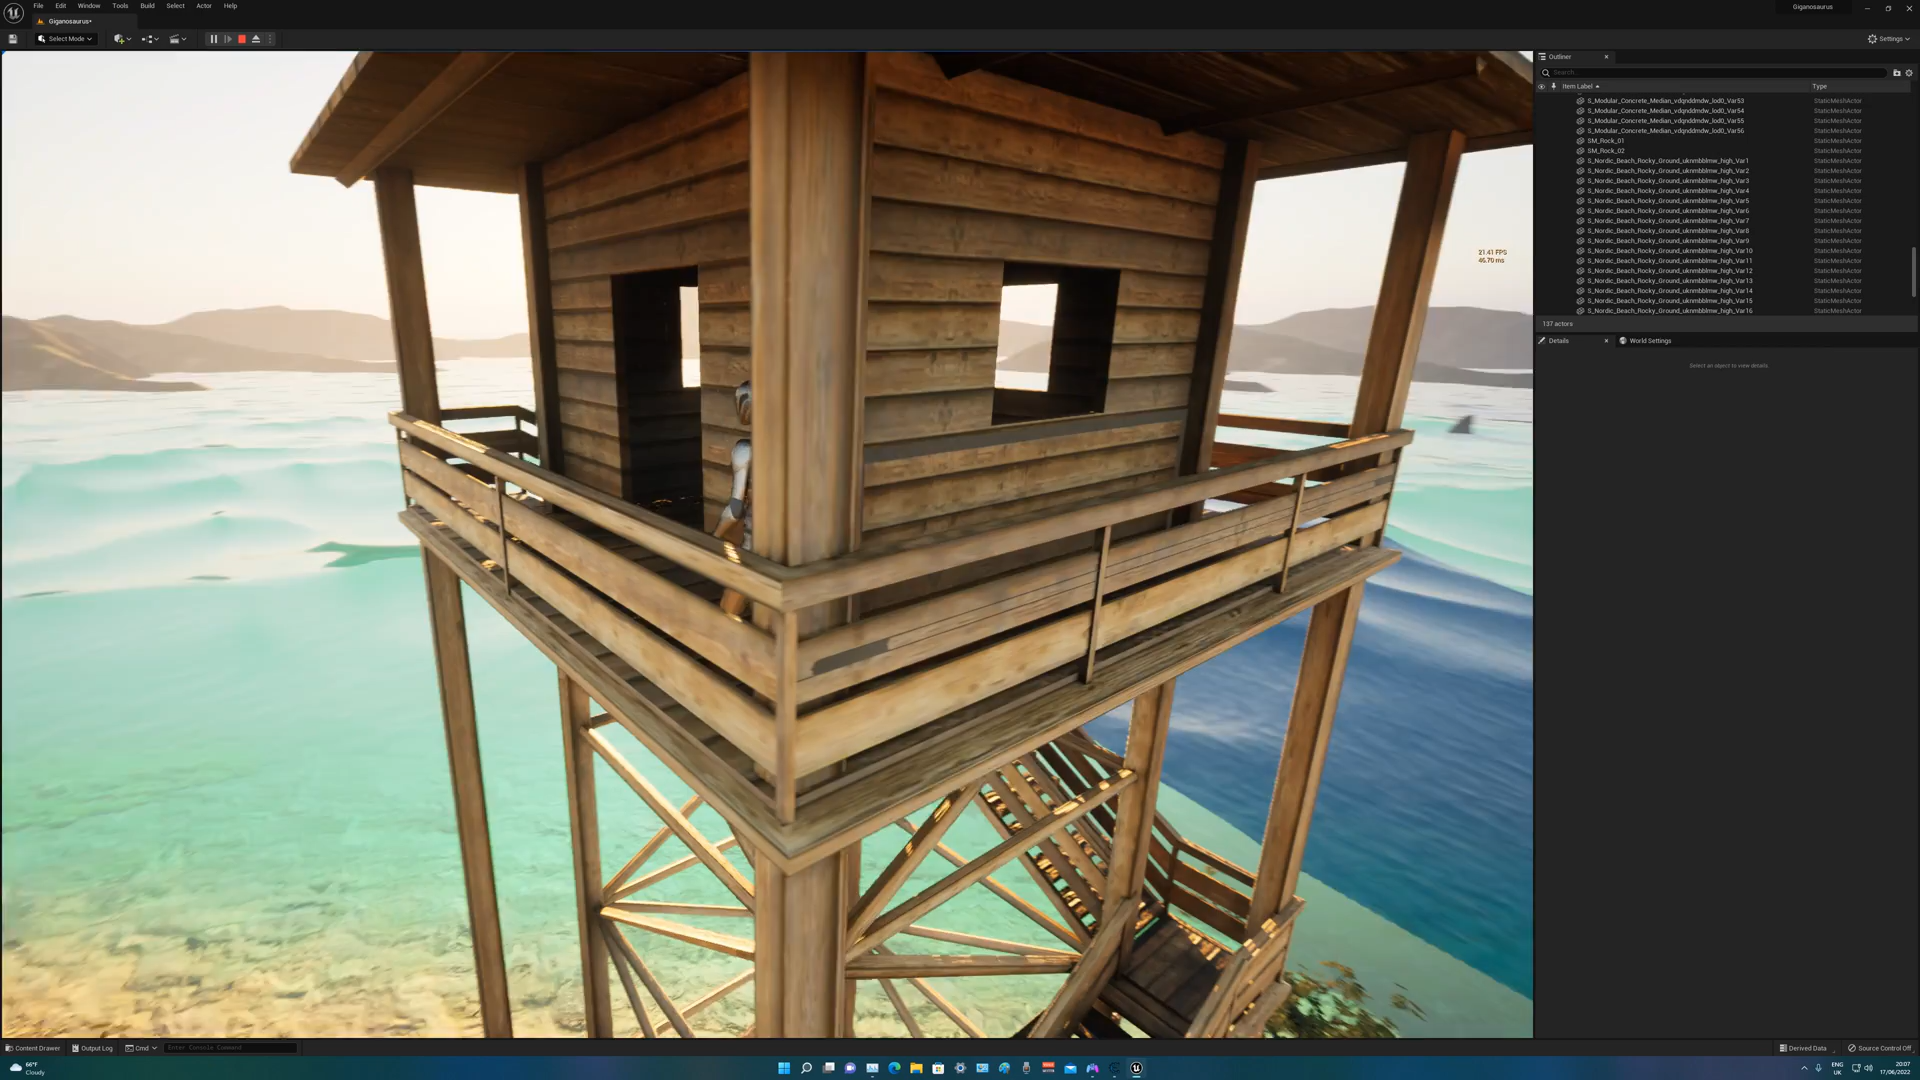 File Edit Window Tools Build Select Actor Help
Giganosaurus
Giganosaurus•
Select Mode
Settings
Outliner
Search...
Item Label Type
S_Modular_Concrete_Median_vdqnddmdw_lod0_Var53 StaticMeshActor
S_Modular_Concrete_Median_vdqnddmdw_lod0_Var54 StaticMeshActor
S_Modular_Concrete_Median_vdqnddmdw_lod0_Var55 StaticMeshActor
S_Modular_Concrete_Median_vdqnddmdw_lod0_Var56 StaticMeshActor
SM_Rock_01 StaticMeshActor
SM_Rock_02 StaticMeshActor
S_Nordic_Beach_Rocky_Ground_uknmbblmw_high_Var1 StaticMeshActor
S_Nordic_Beach_Rocky_Ground_uknmbblmw_high_Var2 StaticMeshActor
S_Nordic_Beach_Rocky_Ground_uknmbblmw_high_Var3 StaticMeshActor
S_Nordic_Beach_Rocky_Ground_uknmbblmw_high_Var4 StaticMeshActor
S_Nordic_Beach_Rocky_Ground_uknmbblmw_high_Var5 StaticMeshActor
S_Nordic_Beach_Rocky_Ground_uknmbblmw_high_Var6 StaticMeshActor
S_Nordic_Beach_Rocky_Ground_uknmbblmw_high_Var7 StaticMeshActor
S_Nordic_Beach_Rocky_Ground_uknmbblmw_high_Var8 StaticMeshActor
S_Nordic_Beach_Rocky_Ground_uknmbblmw_high_Var9 StaticMeshActor
S_Nordic_Beach_Rocky_Ground_uknmbblmw_high_Var10 StaticMeshActor
S_Nordic_Beach_Rocky_Ground_uknmbblmw_high_Var11 StaticMeshActor
S_Nordic_Beach_Rocky_Ground_uknmbblmw_high_Var12 StaticMeshActor
S_Nordic_Beach_Rocky_Ground_uknmbblmw_high_Var13 StaticMeshActor
S_Nordic_Beach_Rocky_Ground_uknmbblmw_high_Var14 StaticMeshActor
S_Nordic_Beach_Rocky_Ground_uknmbblmw_high_Var15 StaticMeshActor
S_Nordic_Beach_Rocky_Ground_uknmbblmw_high_Var16 StaticMeshActor
137 actors
21.41 FPS
46.70 ms
Details World Settings
Select an object to view details.
Content Drawer Output Log Cmd Enter Console Command
Derived Data Source Control Off
66°F
Cloudy
ENG
UK
20:07
17/06/2022